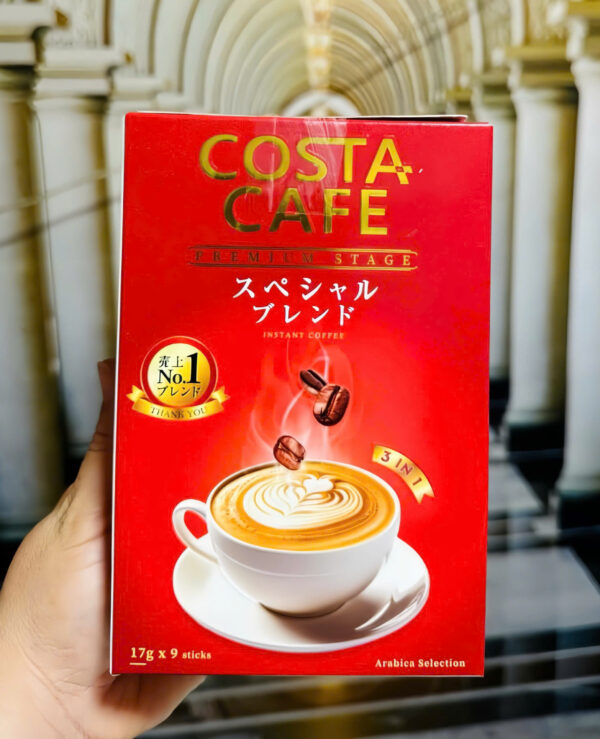 COSTA
CAFE
PREMIUM STAGE
スペシャル
ブレンド
INSTANT COFFEE
売上
No.1
ブレンド
THANK YOU
3 IN 1
17g x 9 sticks
Arabica Selection